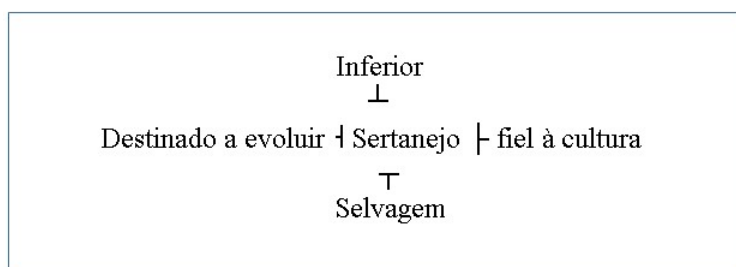 Inferior
Destinado a evoluir ┤ Sertanejo ├ fiel à cultura
Selvagem